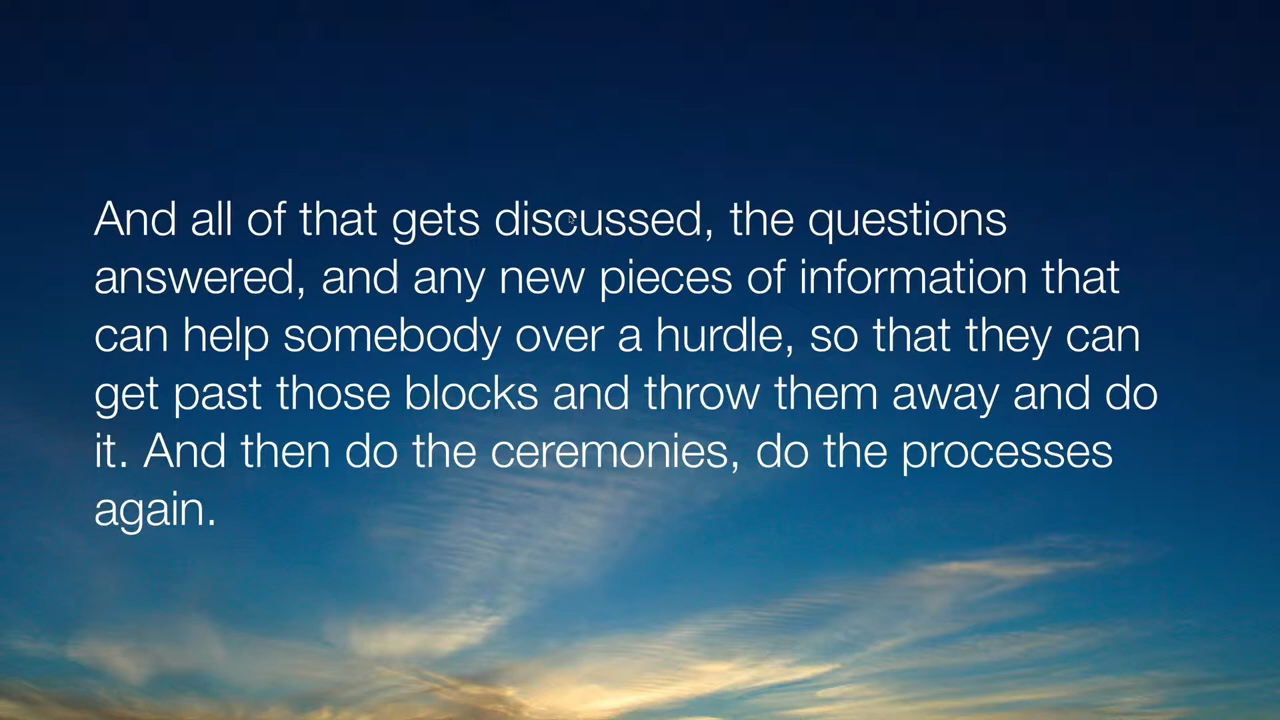 And all of that gets discussed, the questions
answered, and any new pieces of information that
can help somebody over a hurdle, so that they can
get past those blocks and throw them away and do
it. And then do the ceremonies, do the processes
again.